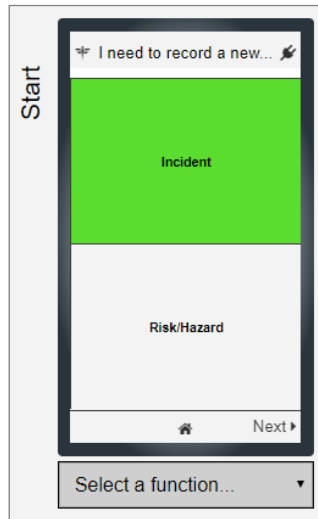 Start
I need to record a new...
Incident
Risk/Hazard
Next
Select a function...